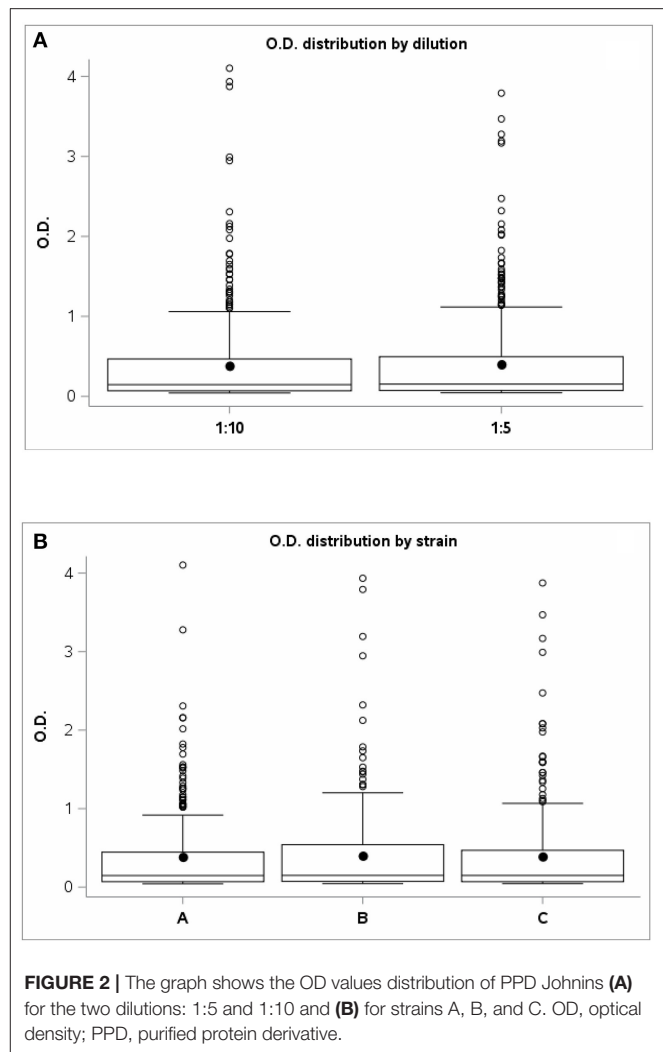 A
O.D. distribution by dilution
4
3
2
1
0
O.D.
1:10 1:5
B
O.D. distribution by strain
4
3
2
1
0
O.D.
A B C
FIGURE 2 | The graph shows the OD values distribution of PPD Johnins (A)
for the two dilutions: 1:5 and 1:10 and (B) for strains A, B, and C. OD, optical
density; PPD, purified protein derivative.